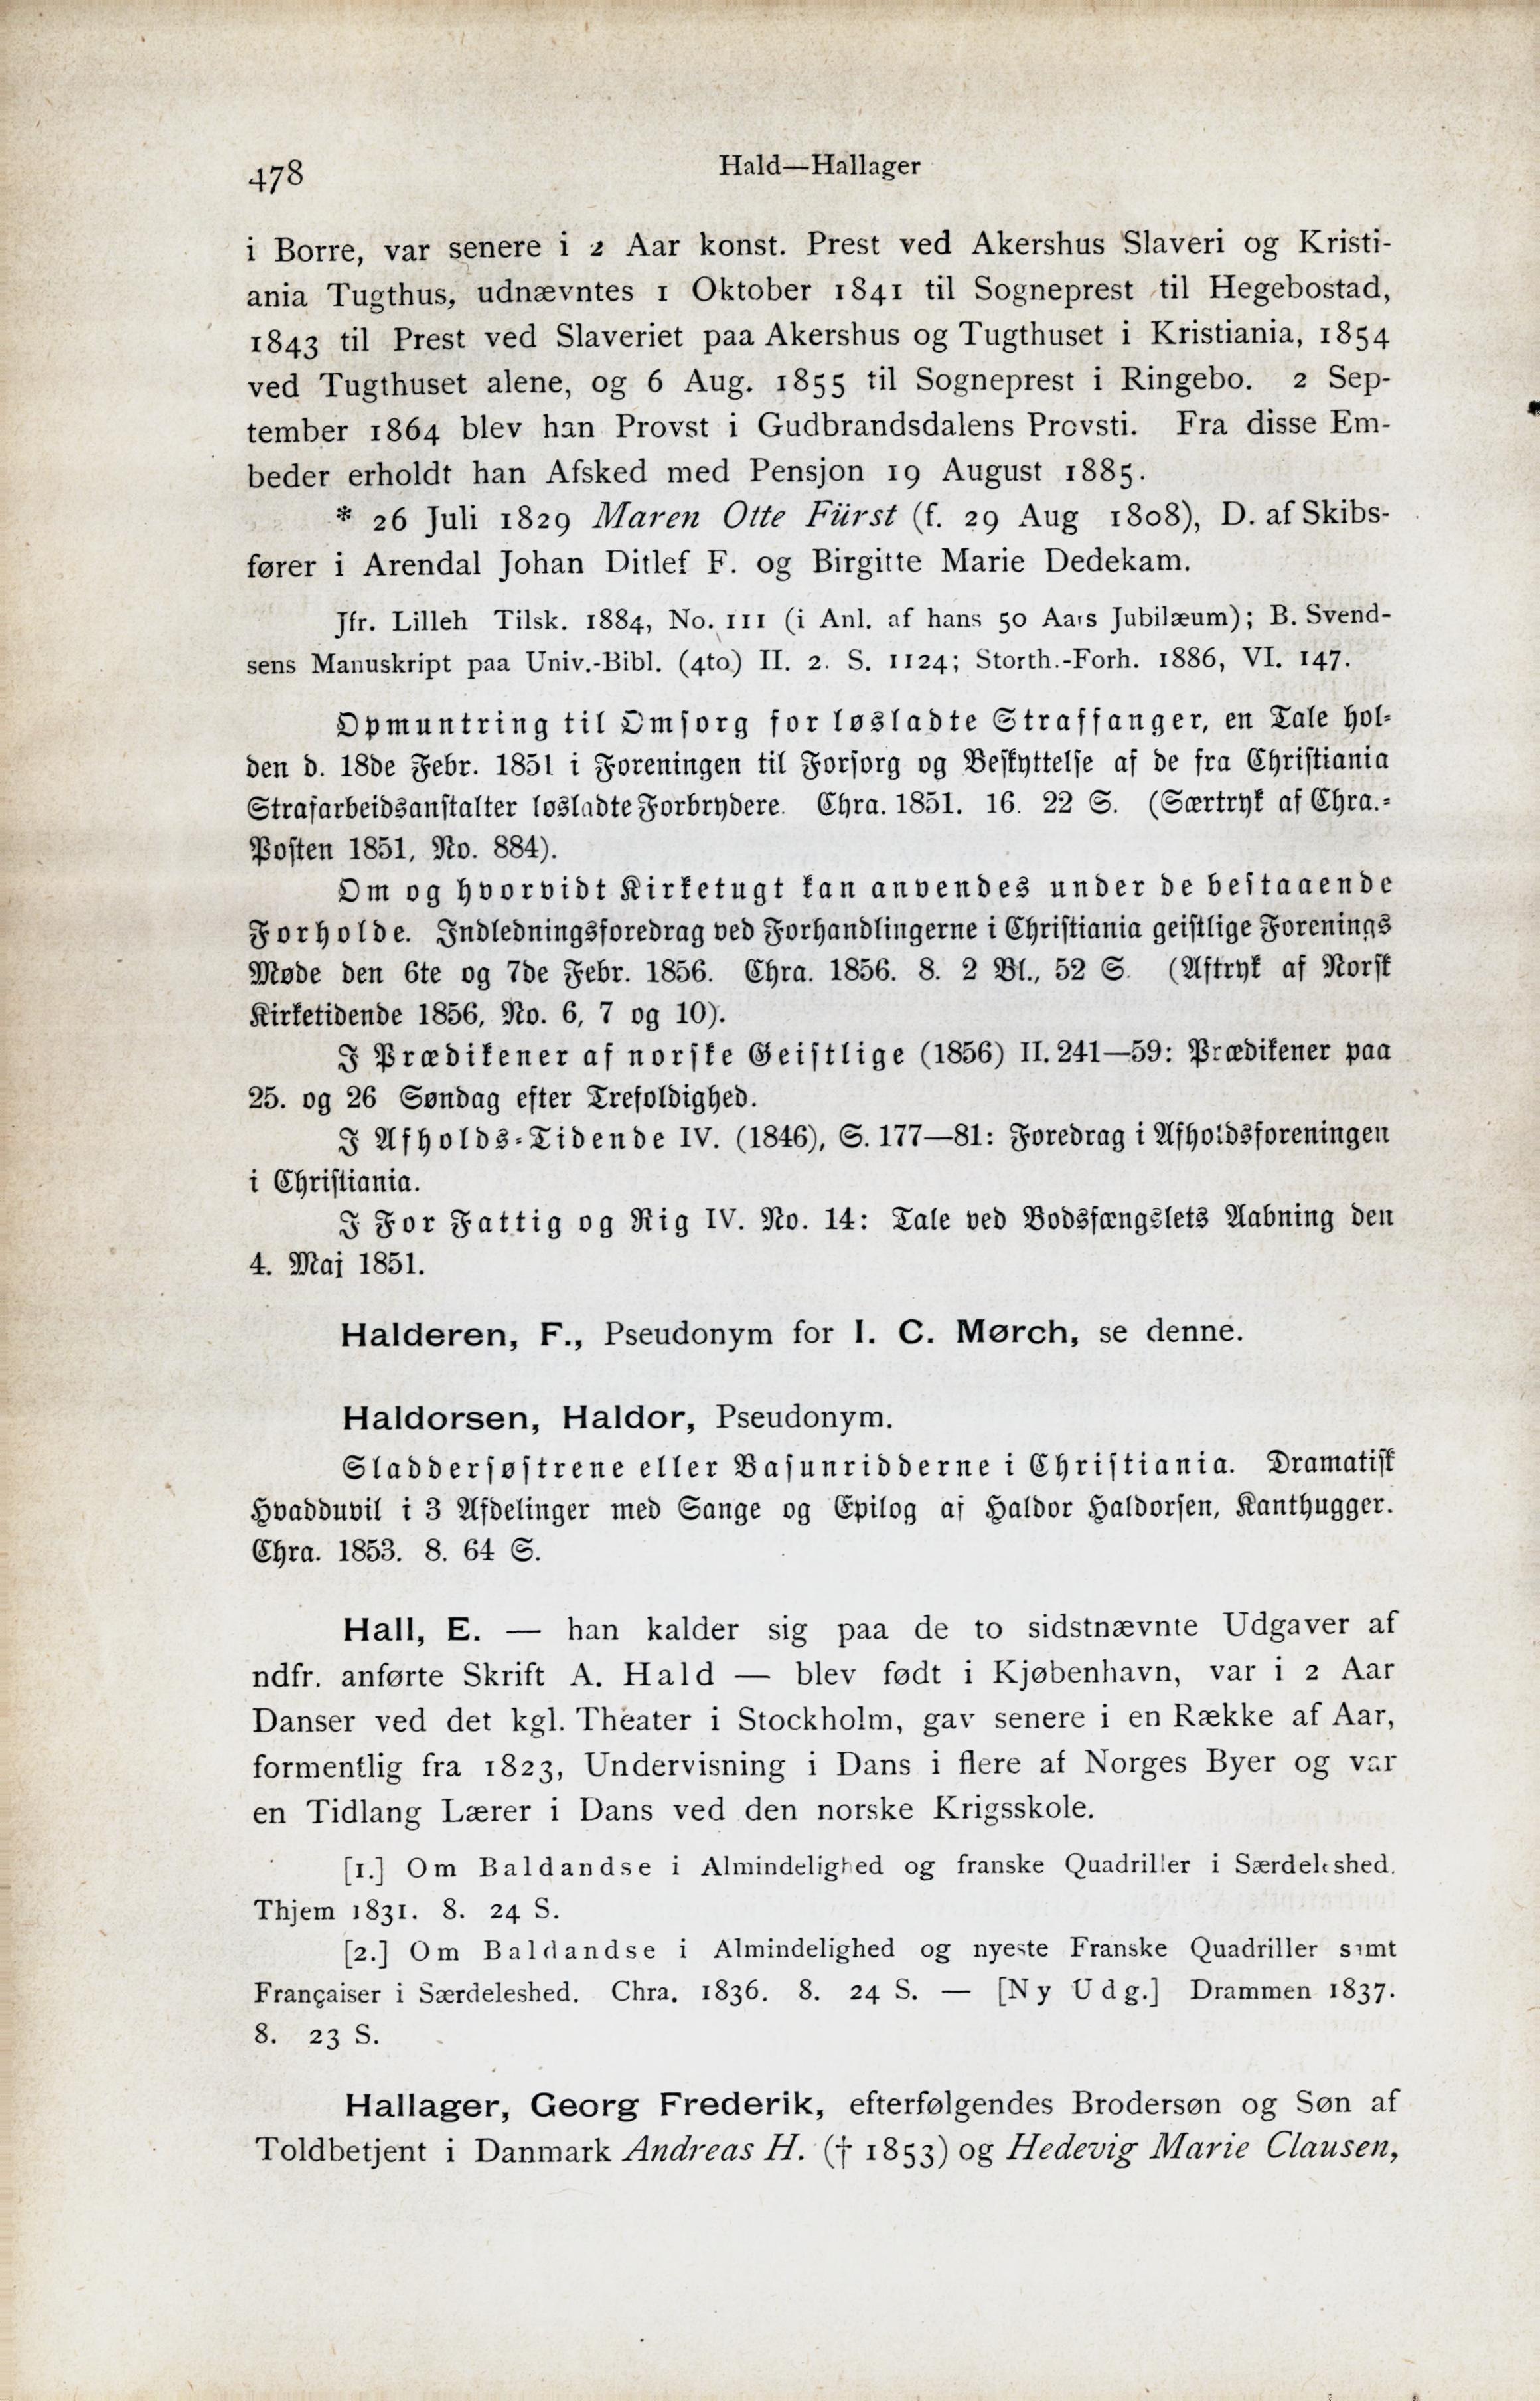 478
Hald—Hallager
i Borre, var senere i 2 Aar konst. Prest ved Akershus Slaveri og Kristi-
ania Tugthus, udnævntes 1 Oktober 1841 til Sogneprest til Hegebostad,
1843 til Prest ved Slaveriet paa Akershus og Tugthuset i Kristiania, 1854
ved Tugthuset alene, og 6 Aug. 1855 til Sogneprest i Ringebo. 2 Sep-
tember 1864 blev han Provst i Gudbrandsdalens Provsti. Fra disse Em-
beder erholdt han Afsked med Pensjon 19 August 1885.
* 26 Juli 1829 Maren Otte Fürst (f. 29 Aug 1808), D. af Skibs-
fører i Arendal Johan Ditlef F. og Birgitte Marie Dedekam.
Jfr. Lilleh Tilsk. 1884, No. 111 (i Anl. af hans 50 Aars Jubilæum); B. Svend-
sens Manuskript paa Univ.-Bibl. (4to) II. 2. S. 1124; Storth.-Forh. 1886, VI. 147.
Opmuntring til Omsorg for løsladte Straffanger, en Tale hol-
den d. 18de Febr. 1851 i Foreningen til Forsorg og Beskyttelse af de fra Christiania
Strafarbeidsanstalter løsladte Forbrydere. Chra. 1851. 16. 22 S. (Særtryk af Chra.-
Posten 1851, No. 884).
Om og hvorvidt Kirketugt kan anvendes under de bestaaende
Forholde. Indledningsforedrag ved Forhandlingerne i Christiania geistlige Forenings
Møde den 6te og 7de Febr. 1856. Chra. 1856. 8. 2 Bl., 52 S. (Aftryk af Norsk
Kirketidende 1856, No. 6, 7 og 10).
I Prædikener af norske Geistlige (1856) II. 241—59: Prædikener paa
25. og 26 Søndag efter Trefoldighed.
I Afholds-Tidende IV. (1846), S. 177—81: Foredrag i Afholdsforeningen
i Christiania.
I For Fattig og Rig IV. No. 14: Tale ved Bodsfængslets Aabning den
4. Maj 1851.
Halderen, F., Pseudonym for I. C. Mørch, se denne.
Haldorsen, Haldor, Pseudonym.
Sladdersøstrene eller Basunridderne i Christiania. Dramatisk
Hvadduvil i 3 Afdelinger med Sange og Epilog af Haldor Haldorsen, Kanthugger.
Chra. 1853. 8. 64 S.
Hall, E. — han kalder sig paa de to sidstnævnte Udgaver af
ndfr. anførte Skrift A. Hald — blev født i Kjøbenhavn, var i 2 Aar
Danser ved det kgl. Theater i Stockholm, gav senere i en Række af Aar,
formentlig fra 1823, Undervisning i Dans i flere af Norges Byer og var
en Tidlang Lærer i Dans ved den norske Krigsskole.
[1.] Om Baldandse i Almindelighed og franske Quadriller i Særdeleshed.
Thjem 1831. 8. 24 S.
[2.] Om Baldandse i Almindelighed og nyeste Franske Quadriller samt
Françaiser i Særdeleshed. Chra. 1836. 8. 24 S. — [Ny Udg.] Drammen 1837.
8. 23 S.
Hallager, Georg Frederik, efterfølgendes Brodersøn og Søn af
Toldbetjent i Danmark Andreas H. († 1853) og Hedevig Marie Clausen,